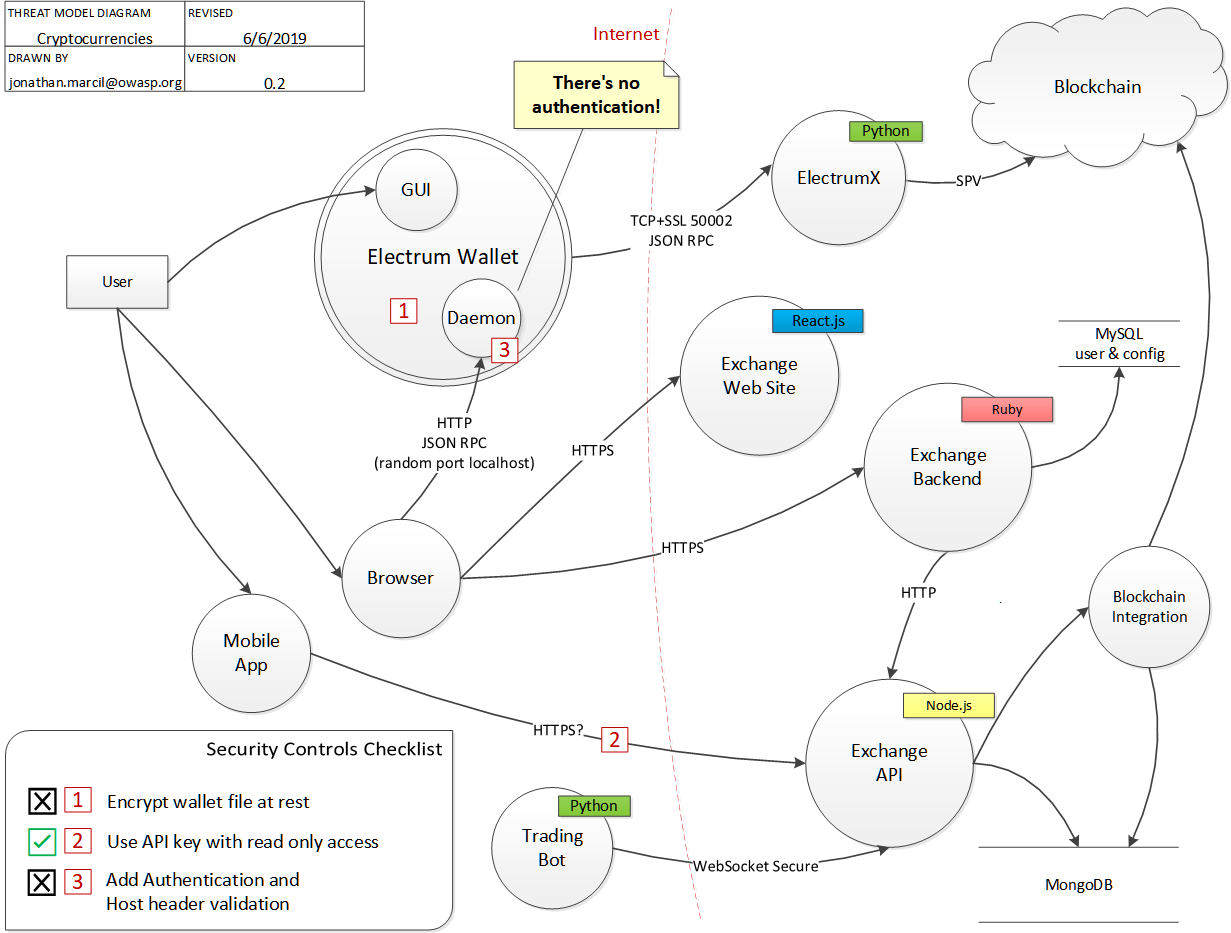 THREAT MODEL DIAGRAM
Cryptocurrencies
REVISED
6/6/2019
DRAWN BY
jonathan.marcil@owasp.org
VERSION
0.2
Internet
There's no
authentication!
Blockchain
Python
ElectrumX
SPV
GUI
Electrum Wallet
TCP+SSL 50002
JSON RPC
User
1
Daemon
3
React.js
Exchange
Web Site
MySQL
user & config
HTTP
JSON RPC
(random port localhost)
HTTPS
Ruby
Exchange
Backend
HTTPS
Browser
HTTP
Blockchain
Integration
Mobile
App
HTTPS?
2
Node.js
Exchange
API
Python
Trading
Bot
WebSocket Secure
MongoDB
Security Controls Checklist
1 Encrypt wallet file at rest
2 Use API key with read only access
3 Add Authentication and
Host header validation